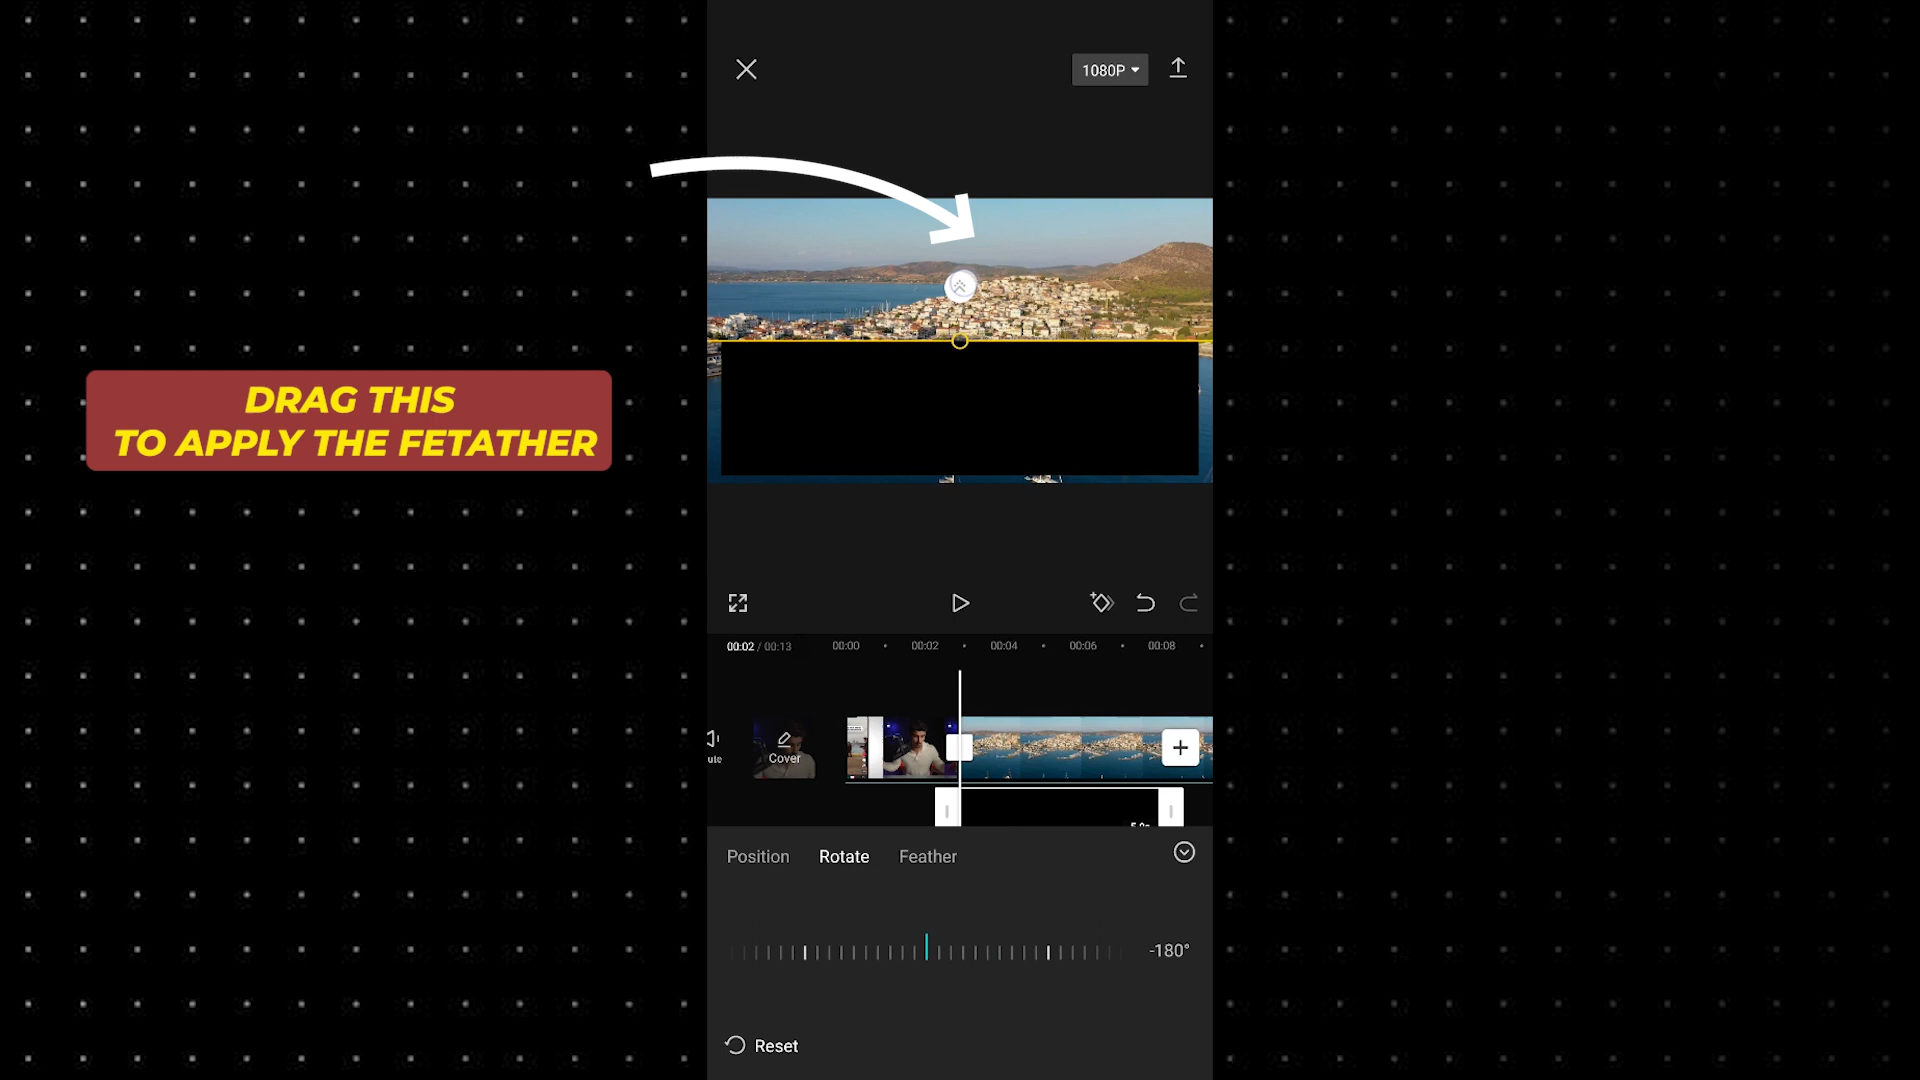 1080P
DRAG THIS
TO APPLY THE FETATHER
00:02 / 00:13
00:00
00:02
00:04
00:06
00:08
ute
Cover
Position
Rotate
Feather
-180°
Reset